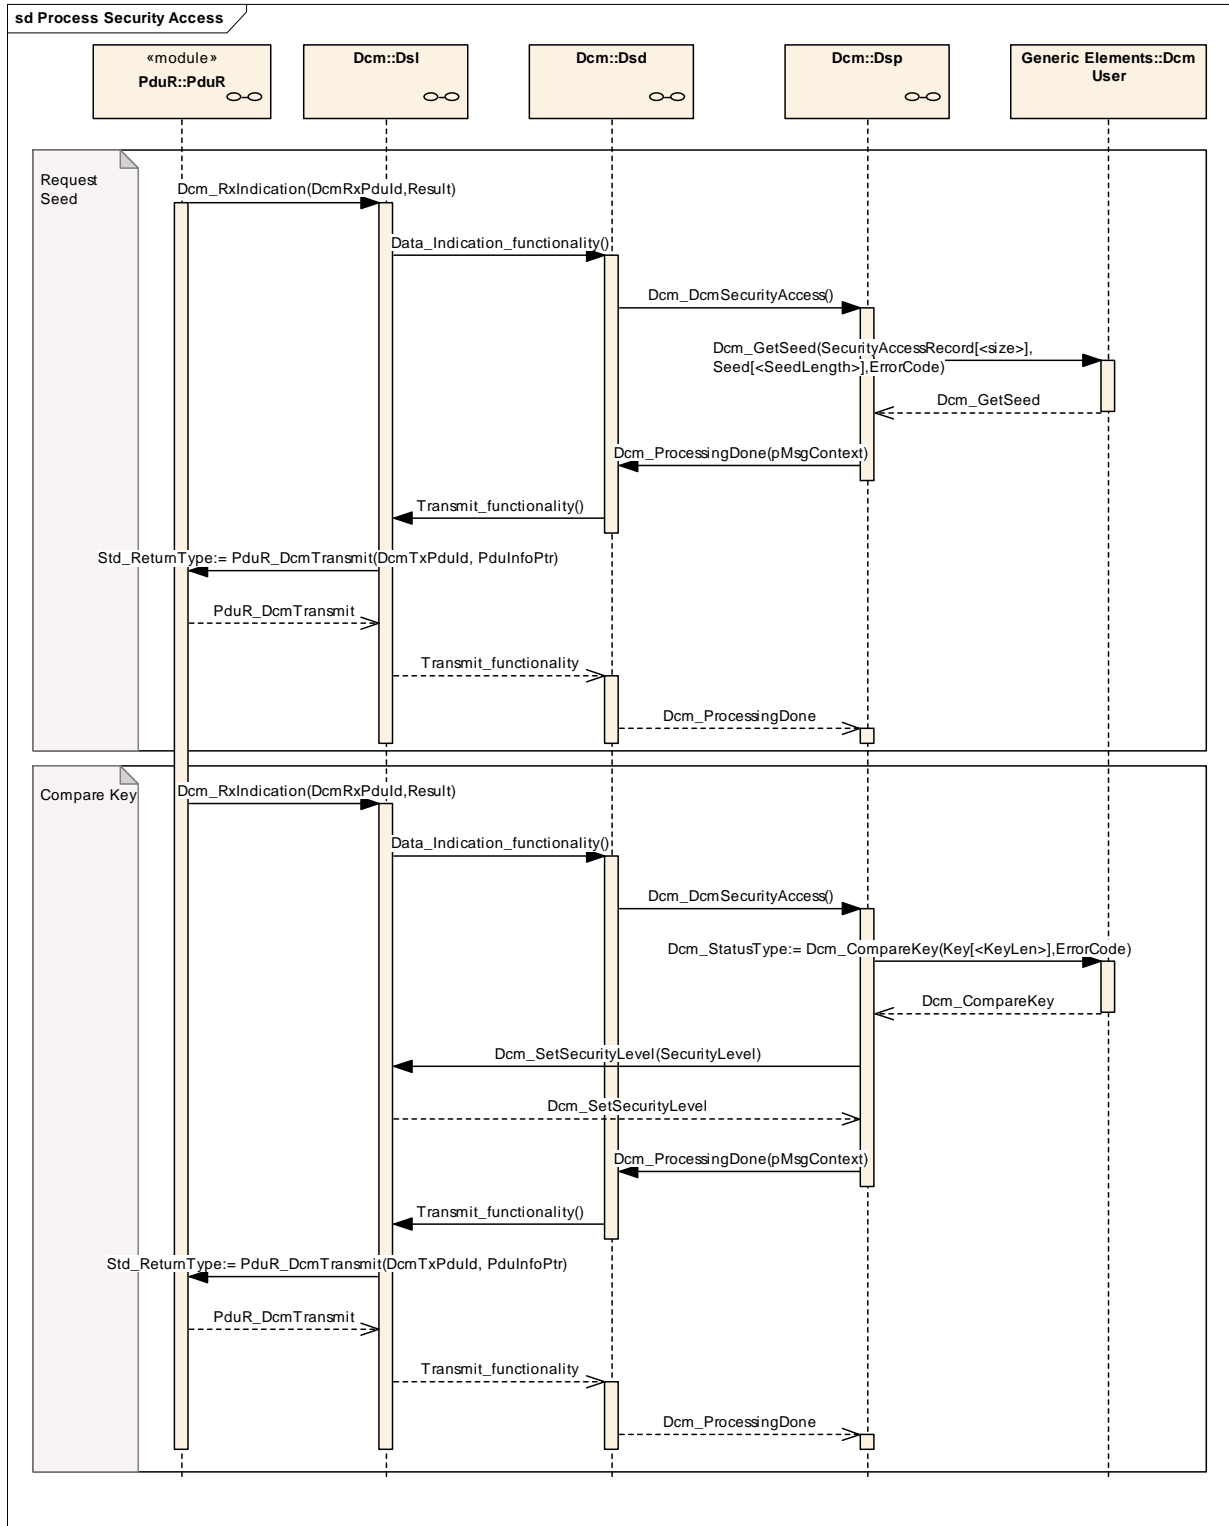 sd Process Security Access
«module»
PduR::PduR
Dcm::Dsl
Dcm::Dsd
Dcm::Dsp
Generic Elements::Dcm
User
Request
Seed
Dcm_RxIndication(DcmRxPduId,Result)
Data_Indication_functionality()
Dcm_DcmSecurityAccess()
Dcm_GetSeed(SecurityAccessRecord[<size>],
Seed[<SeedLength>],ErrorCode)
Dcm_GetSeed
Dcm_ProcessingDone(pMsgContext)
Transmit_functionality()
Std_ReturnType:= PduR_DcmTransmit(DcmTxPduId, PduInfoPtr)
PduR_DcmTransmit
Transmit_functionality
Dcm_ProcessingDone
Compare Key
Dcm_RxIndication(DcmRxPduId,Result)
Data_Indication_functionality()
Dcm_DcmSecurityAccess()
Dcm_StatusType:= Dcm_CompareKey(Key[<KeyLen>],ErrorCode)
Dcm_CompareKey
Dcm_SetSecurityLevel(SecurityLevel)
Dcm_SetSecurityLevel
Dcm_ProcessingDone(pMsgContext)
Transmit_functionality()
Std_ReturnType:= PduR_DcmTransmit(DcmTxPduId, PduInfoPtr)
PduR_DcmTransmit
Transmit_functionality
Dcm_ProcessingDone